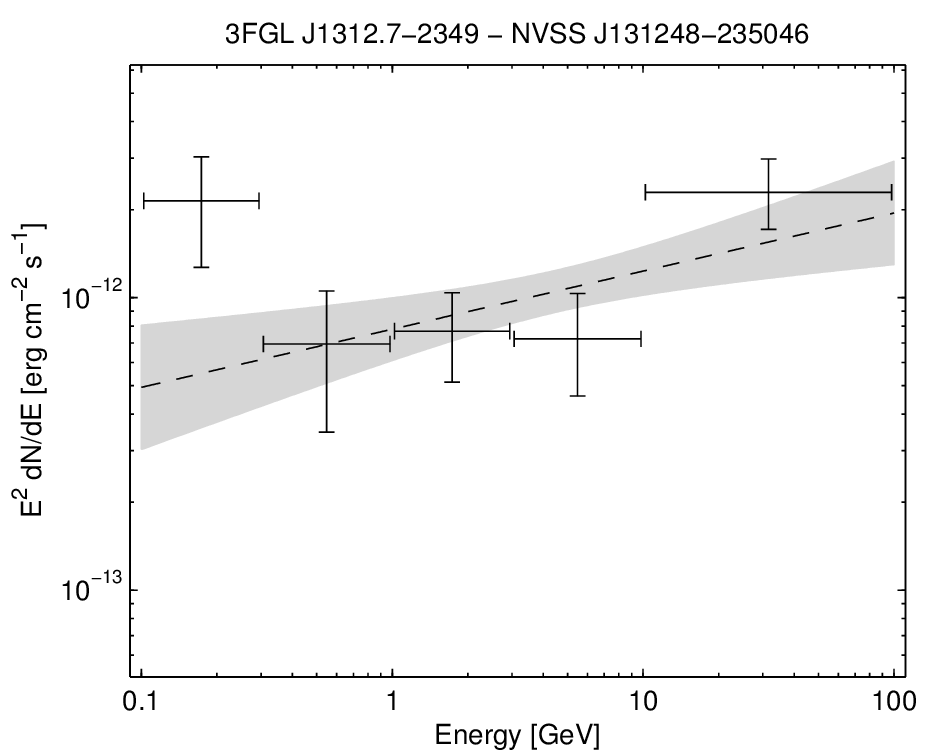 3FGL J1312.7−2349 − NVSS J131248−235046
E² dN/dE [erg cm⁻² s⁻¹]
10⁻¹²
10⁻¹³
0.1 1 10 100
Energy [GeV]